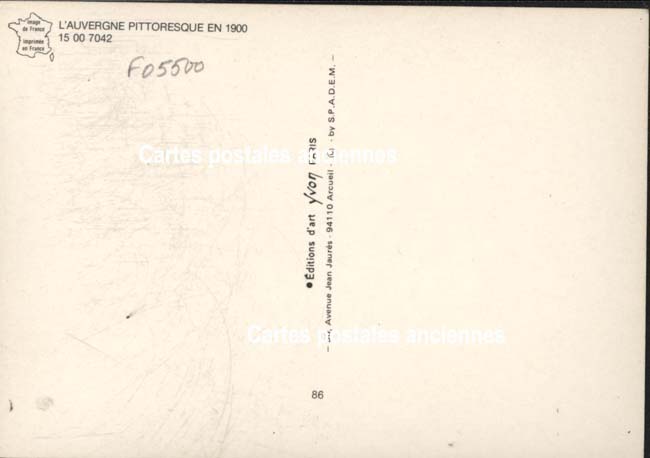 image
de France
imprimée
en France
L'AUVERGNE PITTORESQUE EN 1900
15 00 7042
F05500
Cartes postales anciennes
● Éditions d'art yvon PARIS
Avenue Jean Jaurès - 94110 Arcueil - by S.P.A.D.E.M. –
Cartes postales anciennes
86